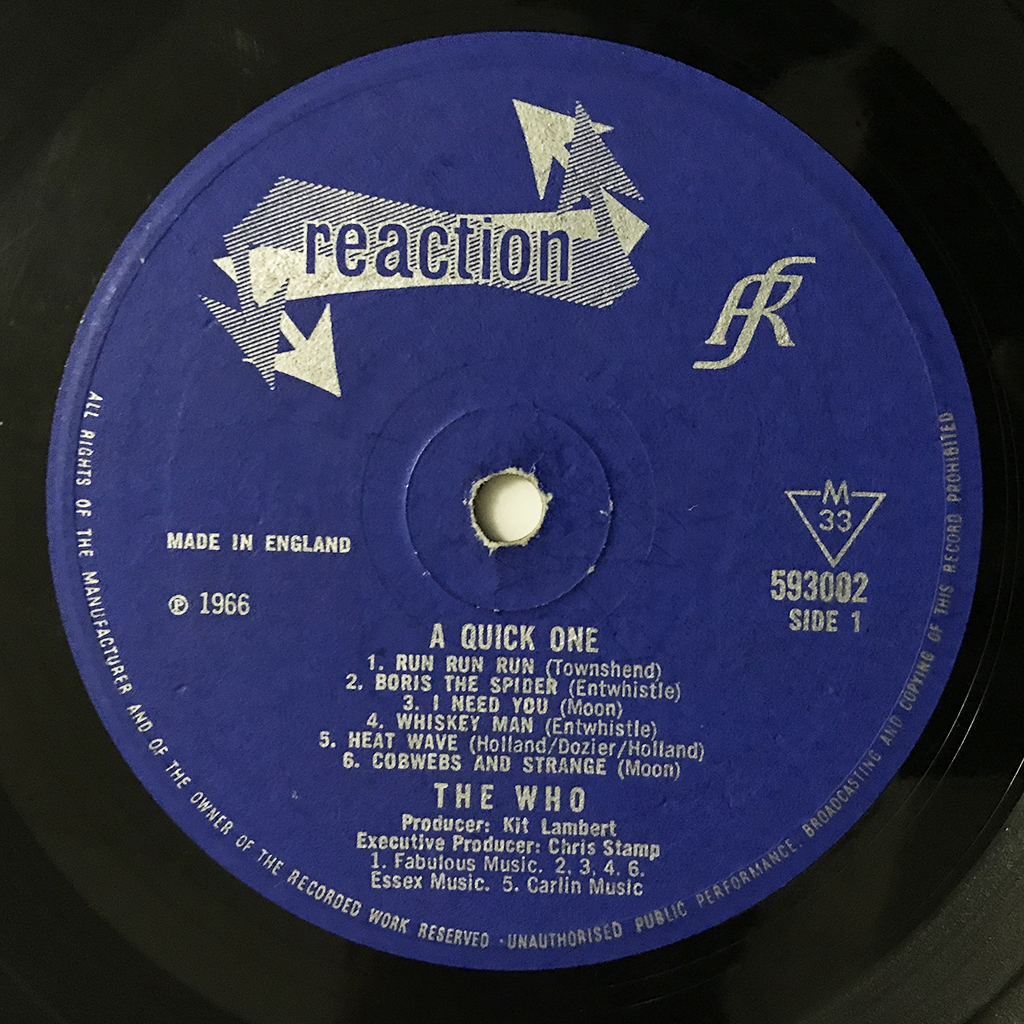 reaction
R
M
33
593002
SIDE 1
MADE IN ENGLAND
℗ 1966
A QUICK ONE
1. RUN RUN RUN (Townshend)
2. BORIS THE SPIDER (Entwhistle)
3. I NEED YOU (Moon)
4. WHISKEY MAN (Entwhistle)
5. HEAT WAVE (Holland/Dozier/Holland)
6. COBWEBS AND STRANGE (Moon)
THE WHO
Producer: Kit Lambert
Executive Producer: Chris Stamp
1. Fabulous Music. 2, 3, 4, 6.
Essex Music. 5. Carlin Music
ALL RIGHTS OF THE MANUFACTURER AND OF THE OWNER OF THE RECORDED WORK RESERVED · UNAUTHORISED PUBLIC PERFORMANCE, BROADCASTING AND COPYING OF THIS RECORD PROHIBITED·